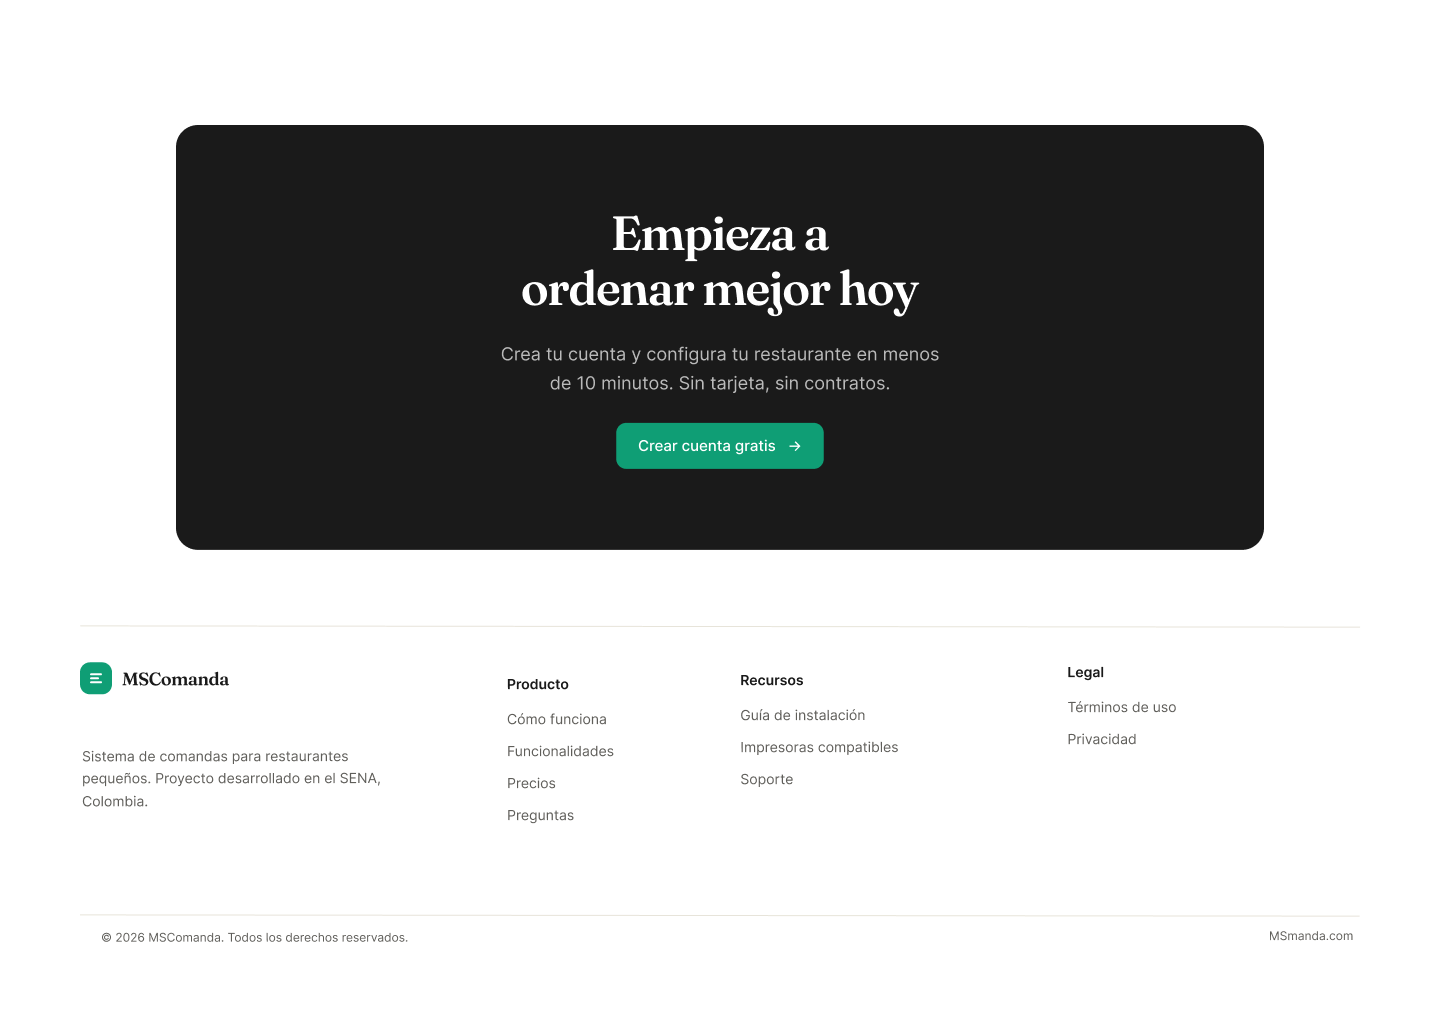 Empieza a
ordenar mejor hoy
Crea tu cuenta y configura tu restaurante en menos
de 10 minutos. Sin tarjeta, sin contratos.
Crear cuenta gratis →
MSComanda
Sistema de comandas para restaurantes
pequeños. Proyecto desarrollado en el SENA,
Colombia.
Producto
Cómo funciona
Funcionalidades
Precios
Preguntas
Recursos
Guía de instalación
Impresoras compatibles
Soporte
Legal
Términos de uso
Privacidad
© 2026 MSComanda. Todos los derechos reservados.
MSmanda.com